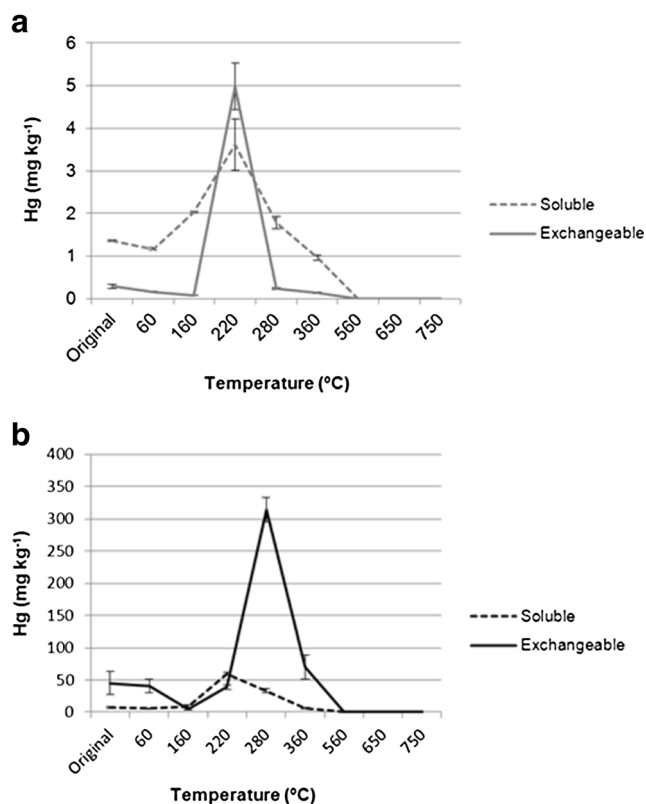 a
6
5
4
3
2
1
0
Hg (mg kg⁻¹)
Original 60 160 220 280 360 560 650 750
Temperature (ºC)
Soluble
Exchangeable
b
400
350
300
250
200
150
100
50
0
Hg (mg kg⁻¹)
Original 60 160 220 280 360 560 650 750
Temperature (ºC)
Soluble
Exchangeable